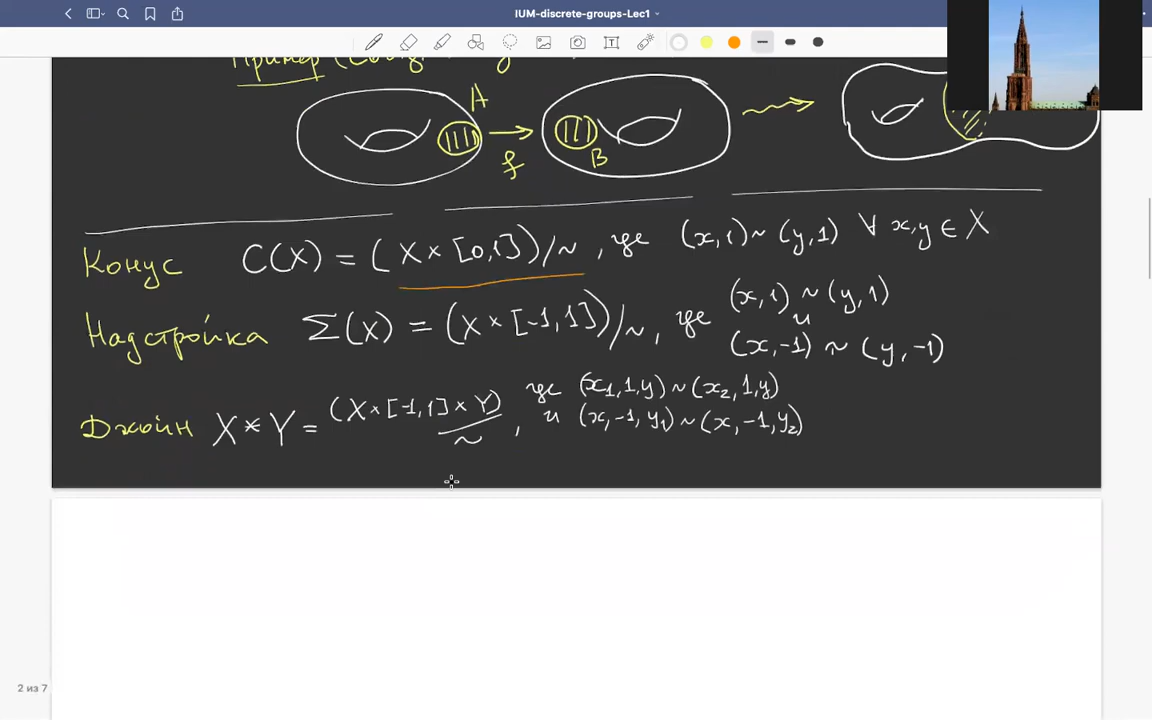 IUM-discrete-groups-Lec1
Пример
A
f
B
Конус C(X) = (X × [0,1])/~, где (x,1) ~ (y,1) ∀ x,y ∈ X
Надстройка Σ(X) = (X × [-1,1])/~, где (x,1) ~ (y,1)
и
(x,-1) ~ (y,-1)
Джойн X * Y = (X × [-1,1] × Y)/~, где (x₁,1,y) ~ (x₂,1,y)
и (x,-1,y₁) ~ (x,-1,y₂)
2 из 7